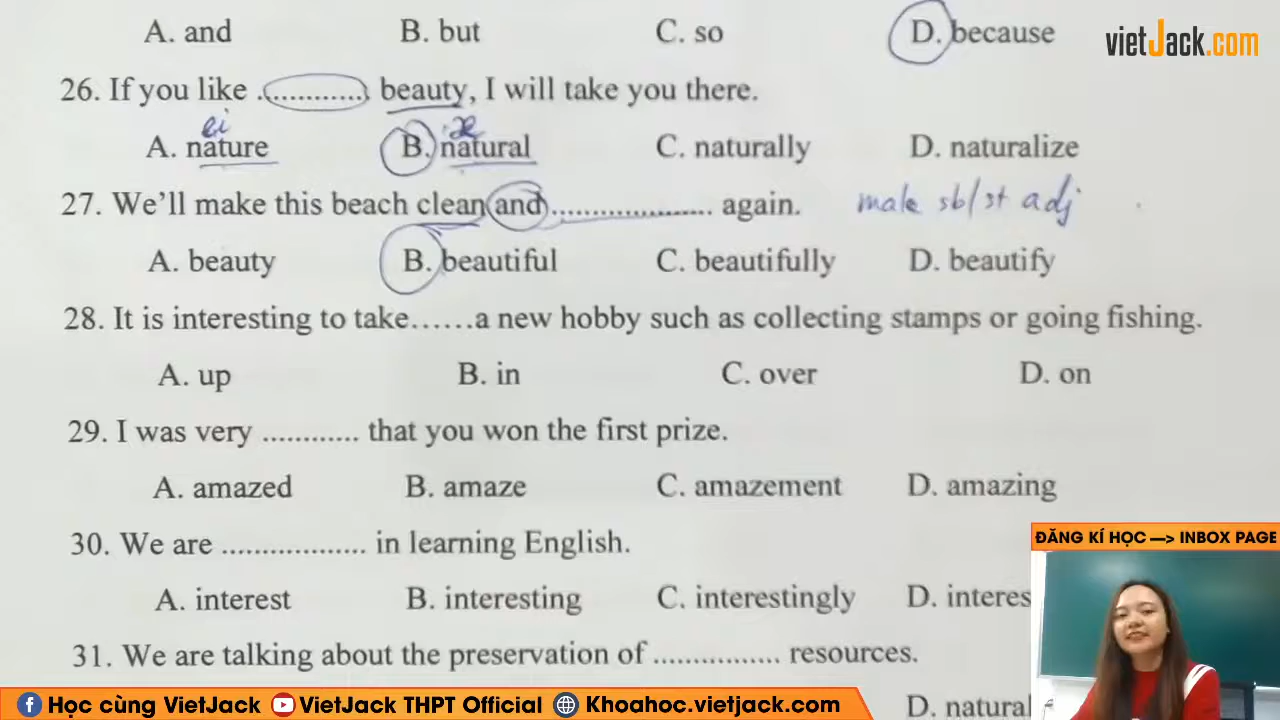 A. and B. but C. so D. because
vietJack.com
26. If you like ............... beauty, I will take you there.
ei æ
A. nature B. natural C. naturally D. naturalize
27. We'll make this beach clean and ...................... again. make sb/st adj
A. beauty B. beautiful C. beautifully D. beautify
28. It is interesting to take……a new hobby such as collecting stamps or going fishing.
A. up B. in C. over D. on
29. I was very ............ that you won the first prize.
A. amazed B. amaze C. amazement D. amazing
ĐĂNG KÍ HỌC —> INBOX PAGE
30. We are .................. in learning English.
A. interest B. interesting C. interestingly D. interes
31. We are talking about the preservation of ................ resources.
D. natural
Học cùng VietJack VietJack THPT Official Khoahoc.vietjack.com